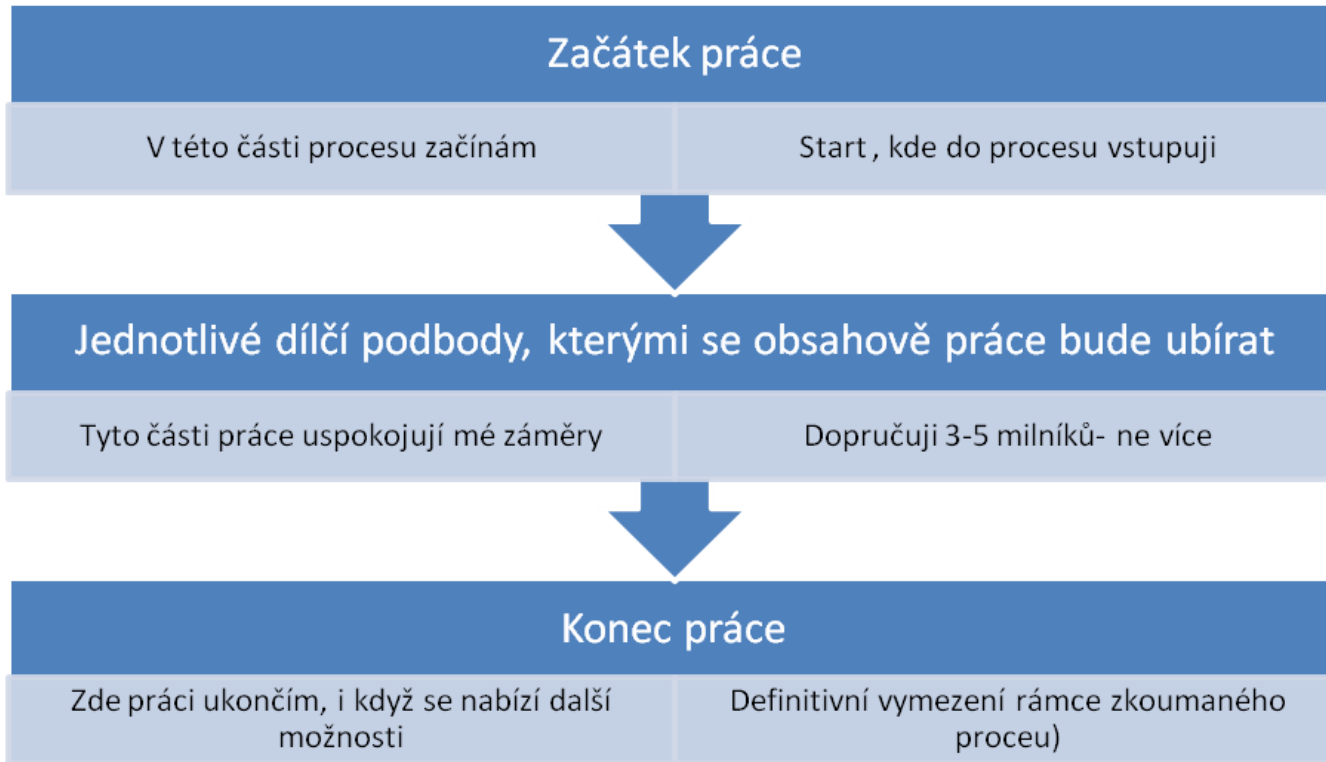 Začátek práce
V této části procesu začínám
Start , kde do procesu vstupuji
Jednotlivé dílčí podbody, kterými se obsahově práce bude ubírat
Tyto části práce uspokojují mé záměry
Dopručuji 3-5 milníků- ne více
Konec práce
Zde práci ukončím, i když se nabízí další
možnosti
Definitivní vymezení rámce zkoumaného
proceu)